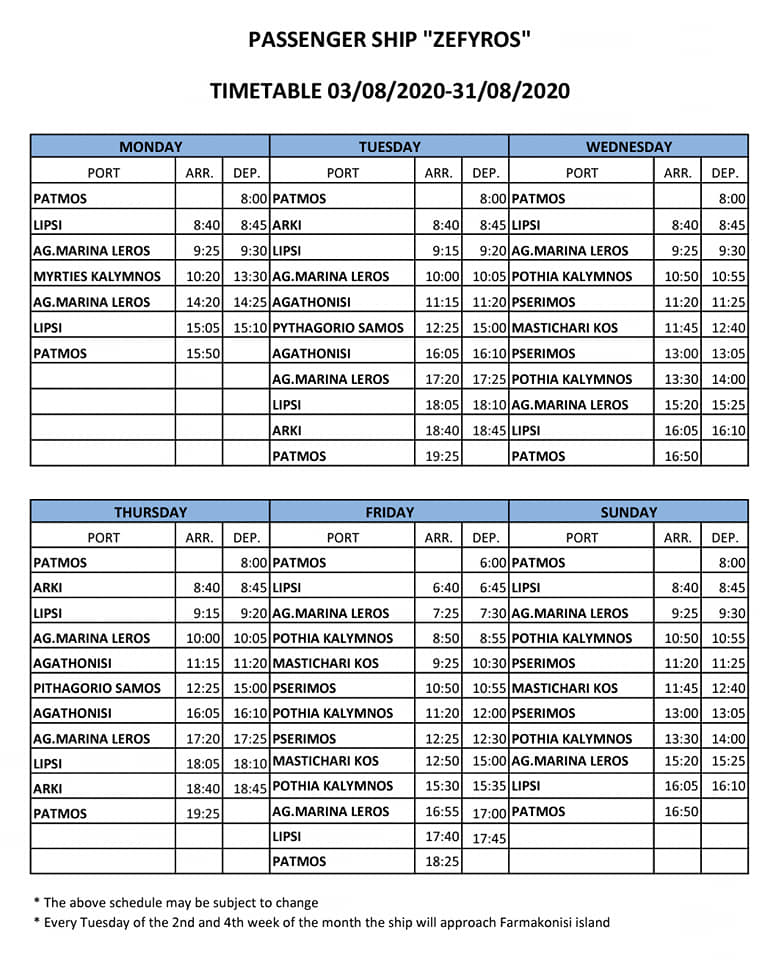 PASSENGER SHIP "ZEFYROS"
TIMETABLE 03/08/2020-31/08/2020
MONDAY TUESDAY WEDNESDAY
PORT ARR. DEP. PORT ARR. DEP. PORT ARR. DEP.
PATMOS 8:00 PATMOS 8:00 PATMOS 8:00
LIPSI 8:40 8:45 ARKI 8:40 8:45 LIPSI 8:40 8:45
AG.MARINA LEROS 9:25 9:30 LIPSI 9:15 9:20 AG.MARINA LEROS 9:25 9:30
MYRTIES KALYMNOS 10:20 13:30 AG.MARINA LEROS 10:00 10:05 POTHIA KALYMNOS 10:50 10:55
AG.MARINA LEROS 14:20 14:25 AGATHONISI 11:15 11:20 PSERIMOS 11:20 11:25
LIPSI 15:05 15:10 PYTHAGORIO SAMOS 12:25 15:00 MASTICHARI KOS 11:45 12:40
PATMOS 15:50 AGATHONISI 16:05 16:10 PSERIMOS 13:00 13:05
AG.MARINA LEROS 17:20 17:25 POTHIA KALYMNOS 13:30 14:00
LIPSI 18:05 18:10 AG.MARINA LEROS 15:20 15:25
ARKI 18:40 18:45 LIPSI 16:05 16:10
PATMOS 19:25 PATMOS 16:50
THURSDAY FRIDAY SUNDAY
PORT ARR. DEP. PORT ARR. DEP. PORT ARR. DEP.
PATMOS 8:00 PATMOS 6:00 PATMOS 8:00
ARKI 8:40 8:45 LIPSI 6:40 6:45 LIPSI 8:40 8:45
LIPSI 9:15 9:20 AG.MARINA LEROS 7:25 7:30 AG.MARINA LEROS 9:25 9:30
AG.MARINA LEROS 10:00 10:05 POTHIA KALYMNOS 8:50 8:55 POTHIA KALYMNOS 10:50 10:55
AGATHONISI 11:15 11:20 MASTICHARI KOS 9:25 10:30 PSERIMOS 11:20 11:25
PITHAGORIO SAMOS 12:25 15:00 PSERIMOS 10:50 10:55 MASTICHARI KOS 11:45 12:40
AGATHONISI 16:05 16:10 POTHIA KALYMNOS 11:20 12:00 PSERIMOS 13:00 13:05
AG.MARINA LEROS 17:20 17:25 PSERIMOS 12:25 12:30 POTHIA KALYMNOS 13:30 14:00
LIPSI 18:05 18:10 MASTICHARI KOS 12:50 15:00 AG.MARINA LEROS 15:20 15:25
ARKI 18:40 18:45 POTHIA KALYMNOS 15:30 15:35 LIPSI 16:05 16:10
PATMOS 19:25 AG.MARINA LEROS 16:55 17:00 PATMOS 16:50
LIPSI 17:40 17:45
PATMOS 18:25
* The above schedule may be subject to change
* Every Tuesday of the 2nd and 4th week of the month the ship will approach Farmakonisi island